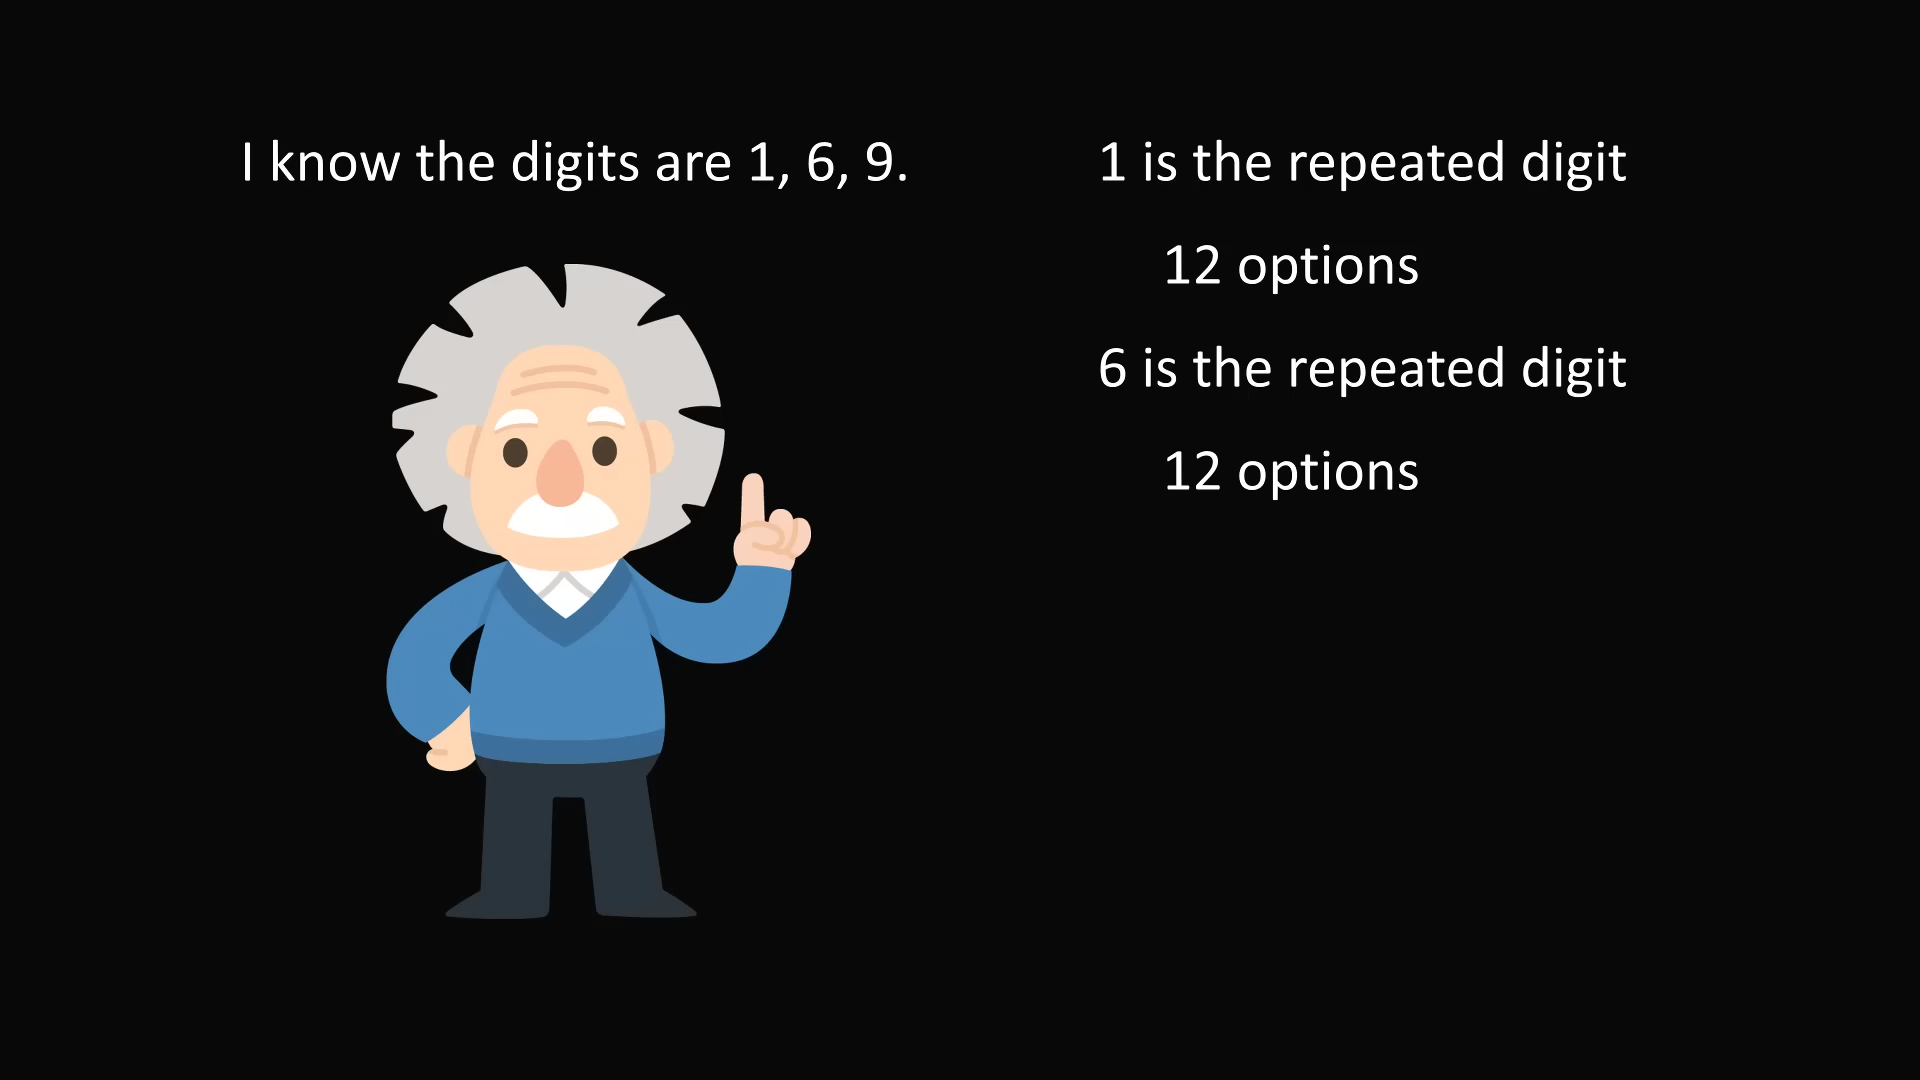 I know the digits are 1, 6, 9.
1 is the repeated digit
12 options
6 is the repeated digit
12 options